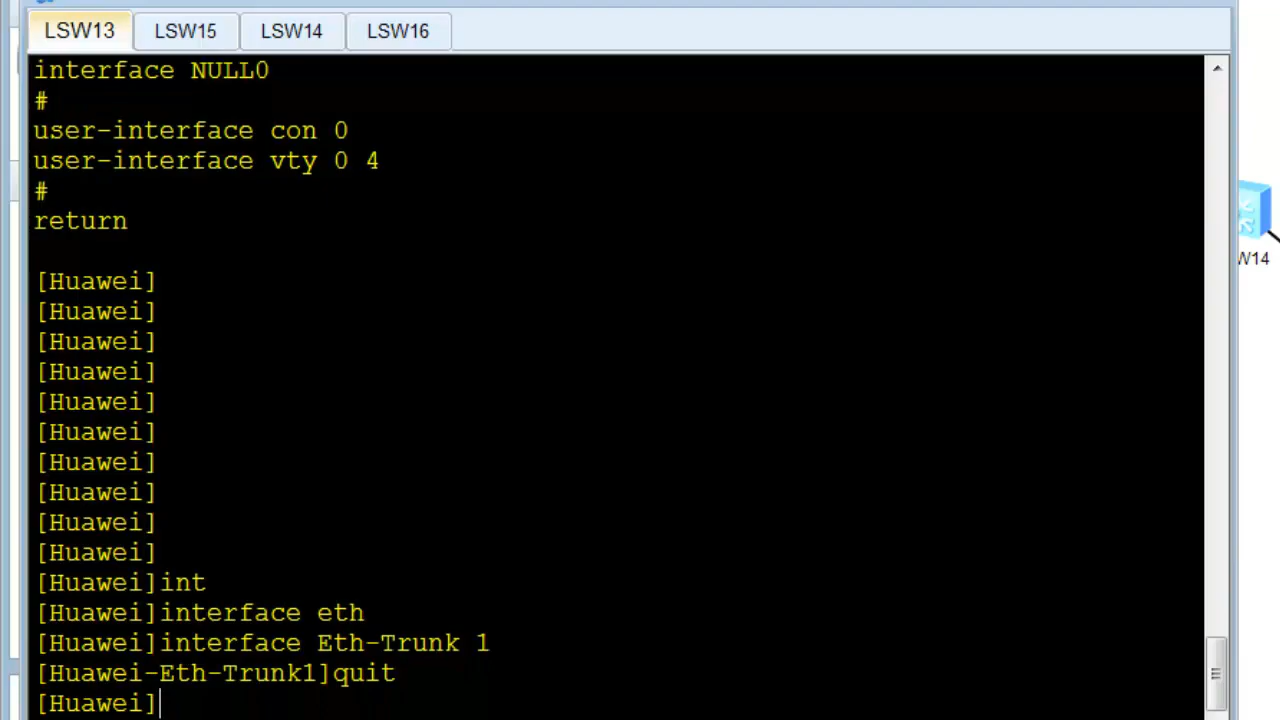 LSW13 LSW15 LSW14 LSW16
interface NULL0
#
user-interface con 0
user-interface vty 0 4
#
return
[Huawei]
[Huawei]
[Huawei]
[Huawei]
[Huawei]
[Huawei]
[Huawei]
[Huawei]
[Huawei]
[Huawei]
[Huawei]int
[Huawei]interface eth
[Huawei]interface Eth-Trunk 1
[Huawei-Eth-Trunk1]quit
[Huawei]
W14